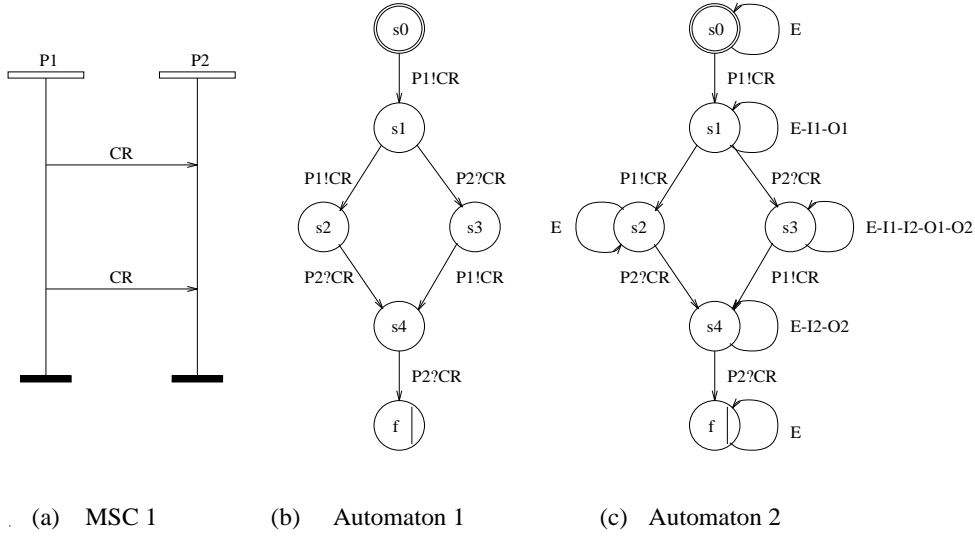 P1 P2
CR
CR
s0
P1!CR
s1
P1!CR P2?CR
s2 s3
P2?CR P1!CR
s4
P2?CR
f
s0 E
P1!CR
s1 E-I1-O1
P1!CR P2?CR
E s2 s3 E-I1-I2-O1-O2
P2?CR P1!CR
s4 E-I2-O2
P2?CR
f E
(a) MSC 1
(b) Automaton 1
(c) Automaton 2